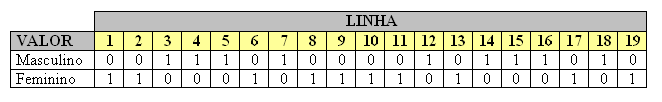 LINHA
VALOR 1 2 3 4 5 6 7 8 9 10 11 12 13 14 15 16 17 18 19
Masculino 0 0 1 1 1 0 1 0 0 0 0 1 0 1 1 1 0 1 0
Feminino 1 1 0 0 0 1 0 1 1 1 1 0 1 0 0 0 1 0 1